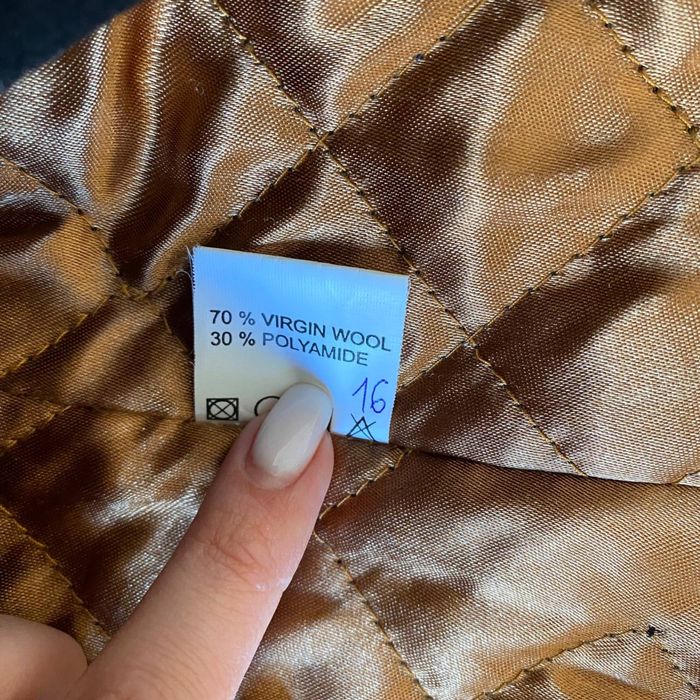 70 % VIRGIN WOOL
30 % POLYAMIDE
16